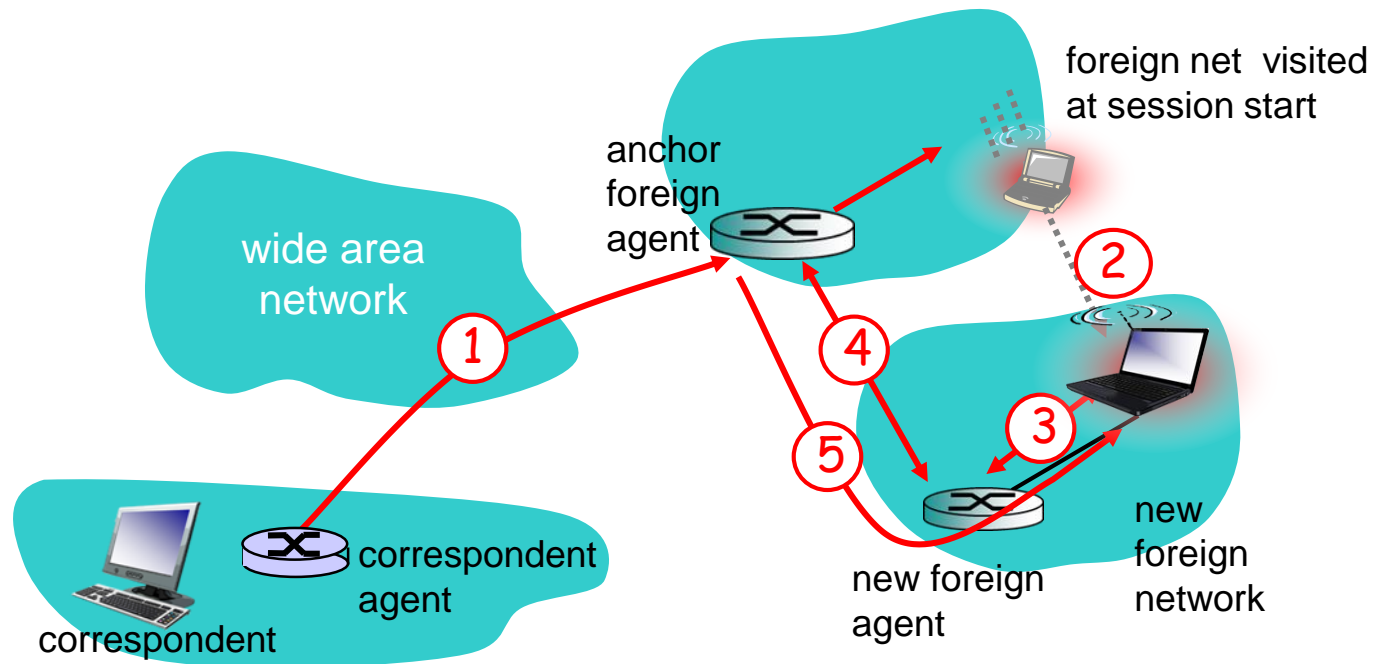 foreign net visited
at session start
anchor
foreign
agent
wide area
network
2
1
4
3
5
correspondent
agent
correspondent
new foreign
agent
new
foreign
network